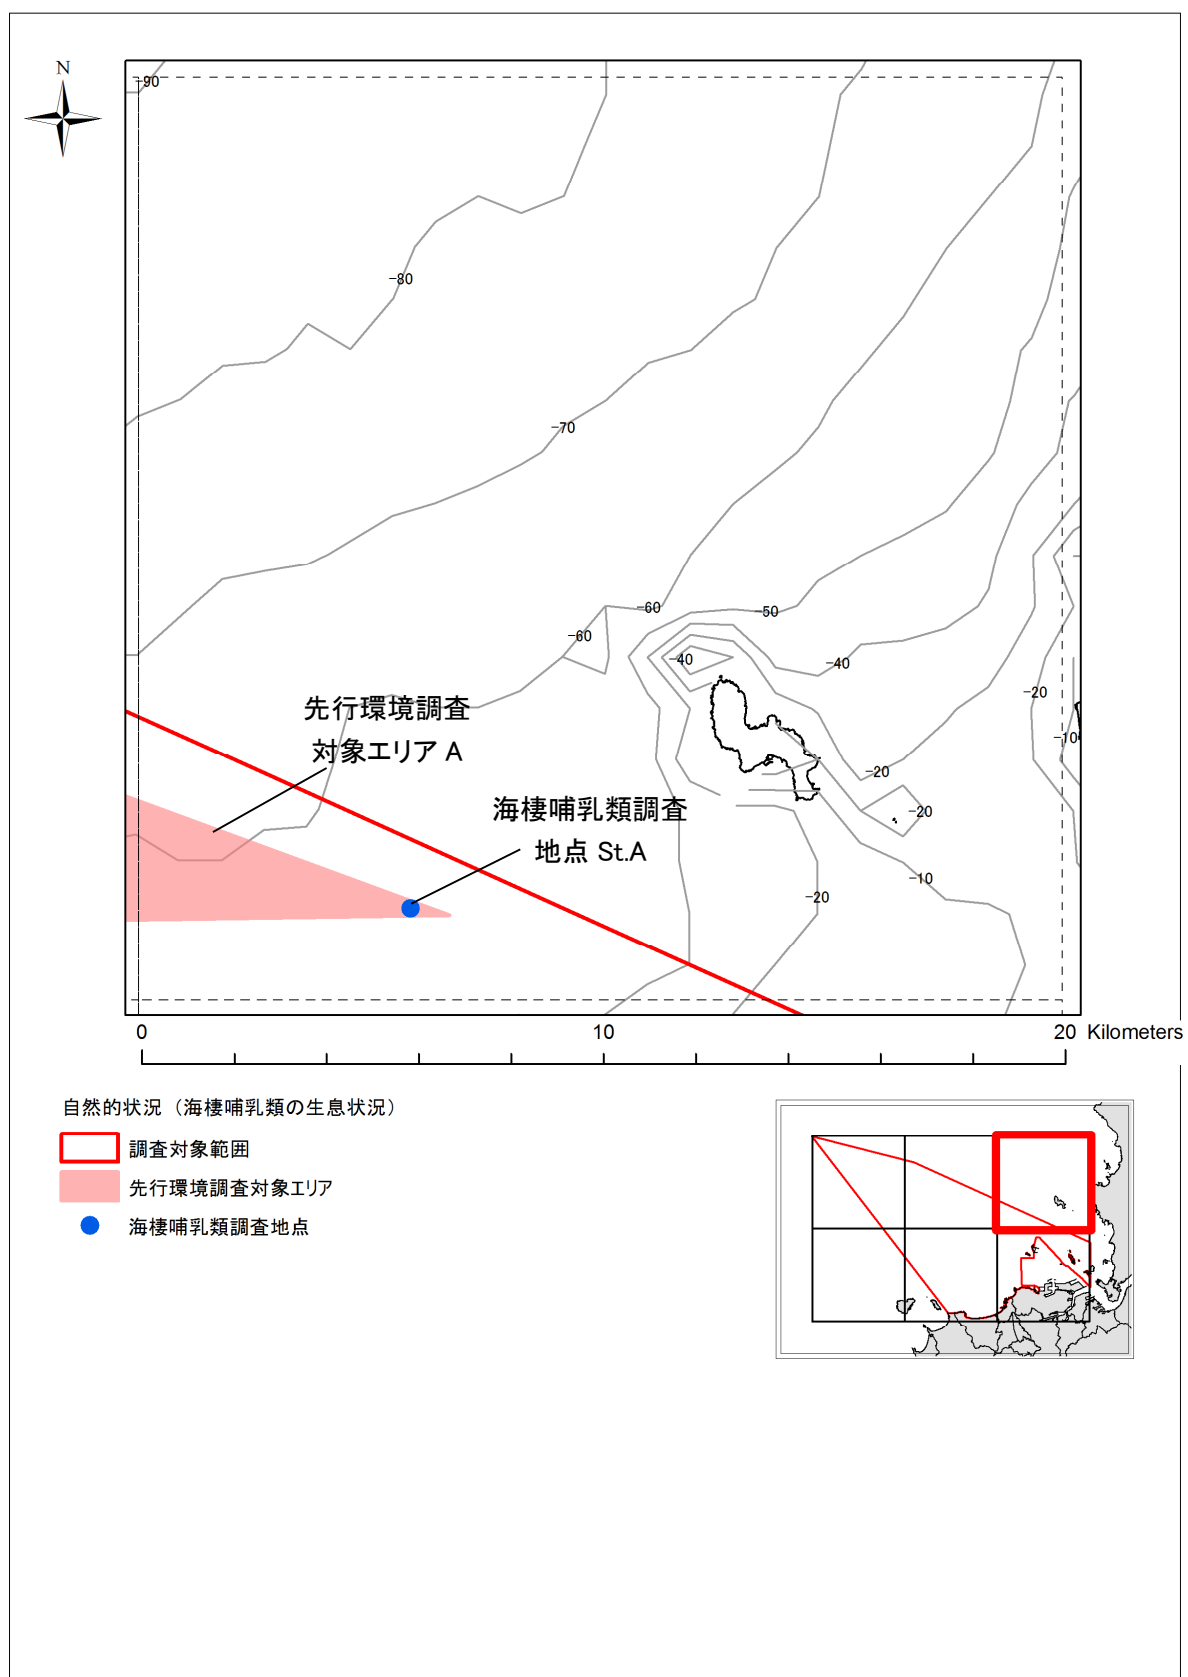 N
-90
-80
-70
-60
-50
-60
-40
-40
-20
-10
-20
-20
-10
-20
先行環境調査
対象エリア A
海棲哺乳類調査
地点 St.A
0 10 20 Kilometers
自然的状況（海棲哺乳類の生息状況）
調査対象範囲
先行環境調査対象エリア
海棲哺乳類調査地点